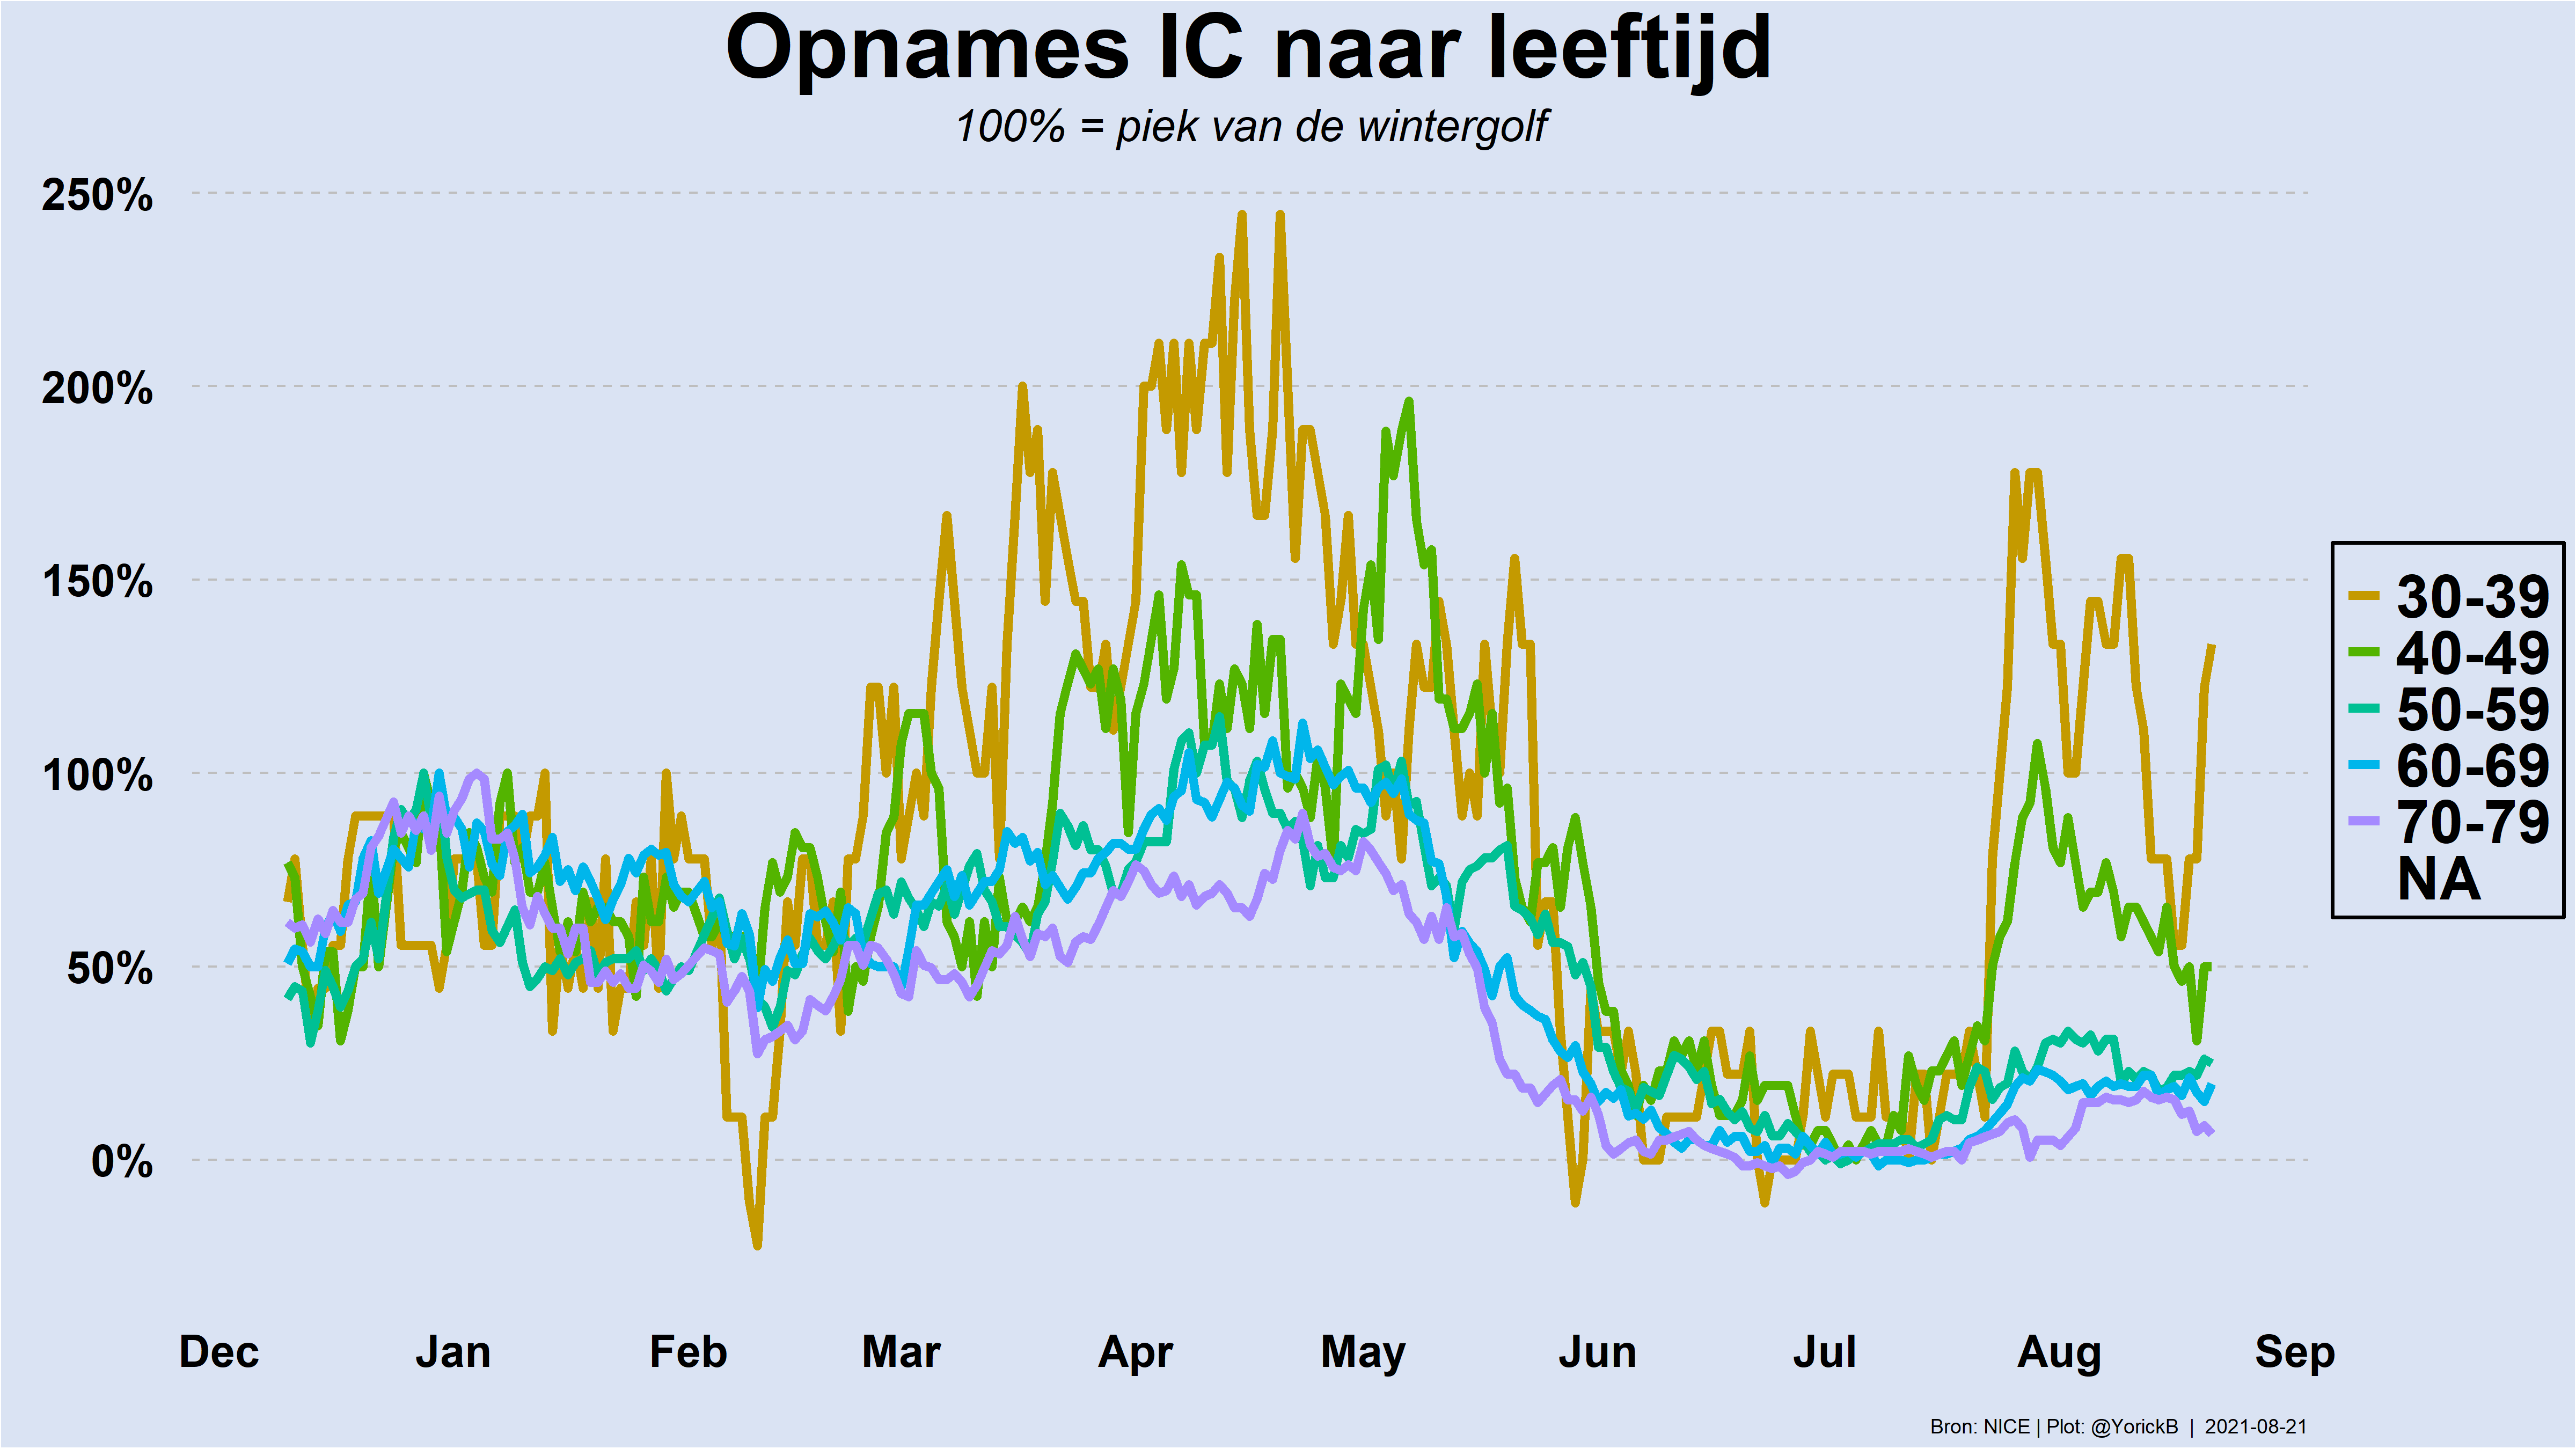 Opnames IC naar leeftijd
100% = piek van de wintergolf
250%
200%
150%
100%
50%
0%
30-39
40-49
50-59
60-69
70-79
NA
Dec Jan Feb Mar Apr May Jun Jul Aug Sep
Bron: NICE | Plot: @YorickB | 2021-08-21